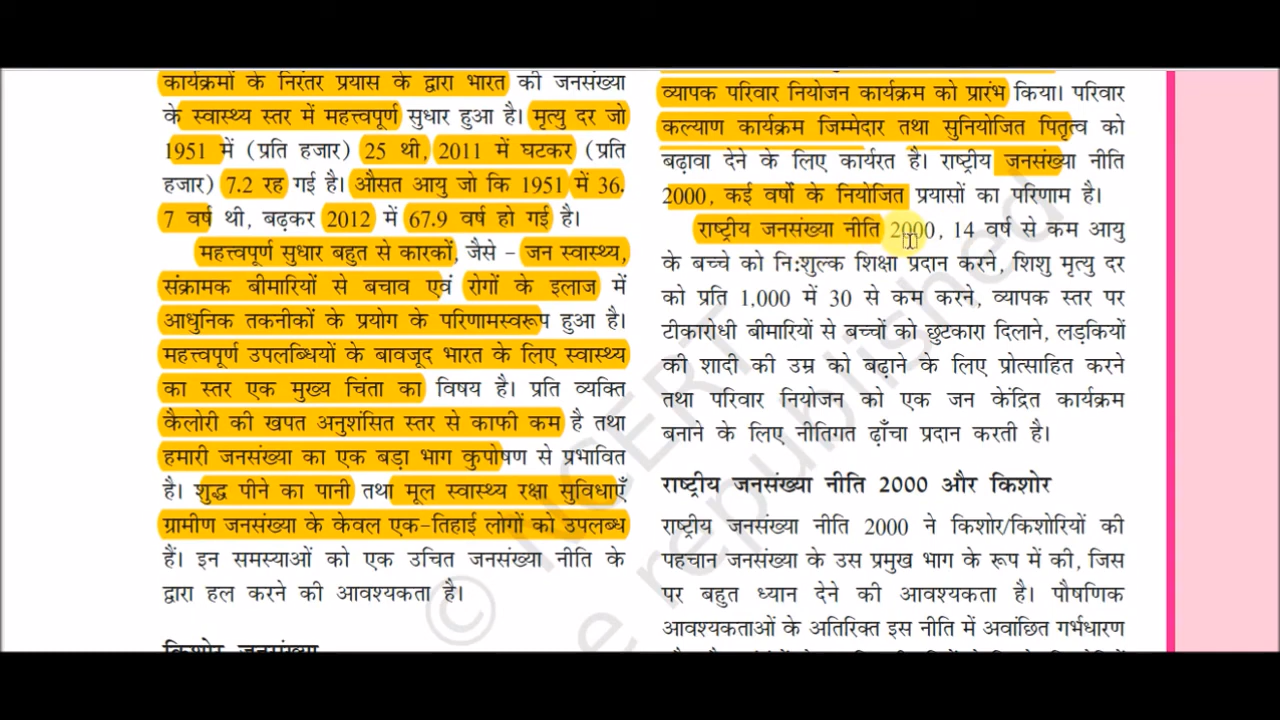 कार्यक्रमों के निरंतर प्रयास के द्वारा भारत की जनसंख्या
के स्वास्थ्य स्तर में महत्त्वपूर्ण सुधार हुआ है। मृत्यु दर जो
1951 में (प्रति हजार) 25 थी, 2011 में घटकर (प्रति
हजार) 7.2 रह गई है। औसत आयु जो कि 1951 में 36.
7 वर्ष थी, बढ़कर 2012 में 67.9 वर्ष हो गई है।
महत्त्वपूर्ण सुधार बहुत से कारकों, जैसे – जन स्वास्थ्य,
संक्रामक बीमारियों से बचाव एवं रोगों के इलाज में
आधुनिक तकनीकों के प्रयोग के परिणामस्वरूप हुआ है।
महत्त्वपूर्ण उपलब्धियों के बावजूद भारत के लिए स्वास्थ्य
का स्तर एक मुख्य चिंता का विषय है। प्रति व्यक्ति
कैलोरी की खपत अनुशंसित स्तर से काफी कम है तथा
हमारी जनसंख्या का एक बड़ा भाग कुपोषण से प्रभावित
है। शुद्ध पीने का पानी तथा मूल स्वास्थ्य रक्षा सुविधाएँ
ग्रामीण जनसंख्या के केवल एक-तिहाई लोगों को उपलब्ध
हैं। इन समस्याओं को एक उचित जनसंख्या नीति के
द्वारा हल करने की आवश्यकता है।
किशोर जनसंख्या
व्यापक परिवार नियोजन कार्यक्रम को प्रारंभ किया। परिवार
कल्याण कार्यक्रम जिम्मेदार तथा सुनियोजित पितृत्व को
बढ़ावा देने के लिए कार्यरत है। राष्ट्रीय जनसंख्या नीति
2000, कई वर्षों के नियोजित प्रयासों का परिणाम है।
राष्ट्रीय जनसंख्या नीति 2000, 14 वर्ष से कम आयु
के बच्चे को नि:शुल्क शिक्षा प्रदान करने, शिशु मृत्यु दर
को प्रति 1,000 में 30 से कम करने, व्यापक स्तर पर
टीकारोधी बीमारियों से बच्चों को छुटकारा दिलाने, लड़कियों
की शादी की उम्र को बढ़ाने के लिए प्रोत्साहित करने
तथा परिवार नियोजन को एक जन केंद्रित कार्यक्रम
बनाने के लिए नीतिगत ढ़ाँचा प्रदान करती है।
राष्ट्रीय जनसंख्या नीति 2000 और किशोर
राष्ट्रीय जनसंख्या नीति 2000 ने किशोर/किशोरियों की
पहचान जनसंख्या के उस प्रमुख भाग के रूप में की, जिस
पर बहुत ध्यान देने की आवश्यकता है। पौषणिक
आवश्यकताओं के अतिरिक्त इस नीति में अवांछित गर्भधारण
© NCERT
e republished